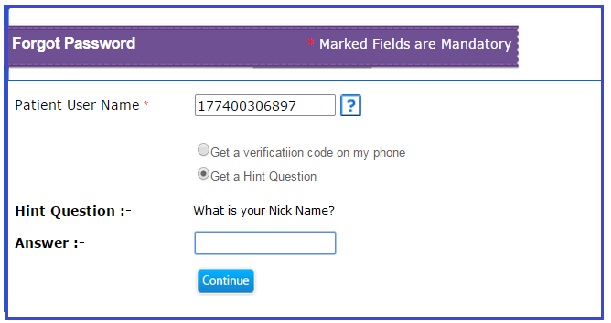 Forgot Password
* Marked Fields are Mandatory
Patient User Name *
177400306897
?
Get a verificatiion code on my phone
Get a Hint Question
Hint Question :-
What is your Nick Name?
Answer :-
Continue